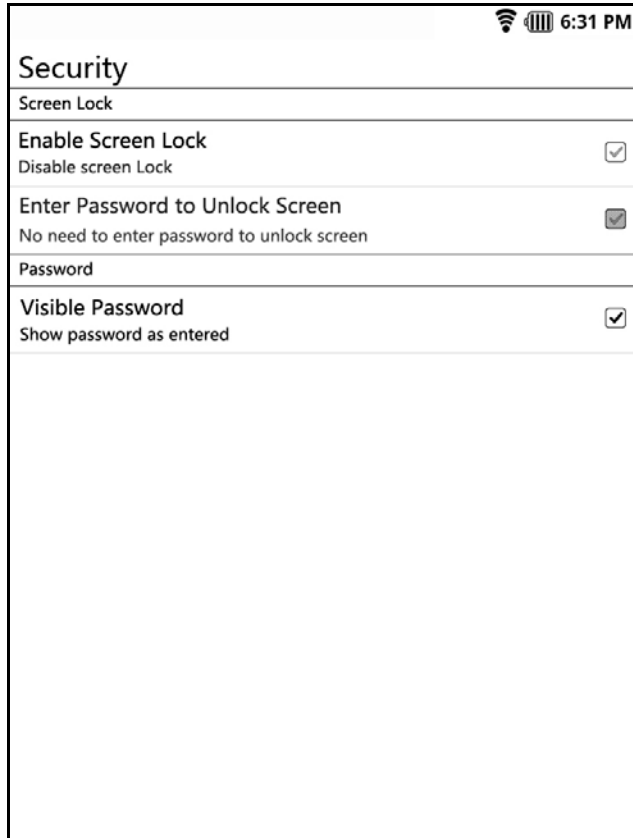 6:31 PM
Security
Screen Lock
Enable Screen Lock
Disable screen Lock
Enter Password to Unlock Screen
No need to enter password to unlock screen
Password
Visible Password
Show password as entered